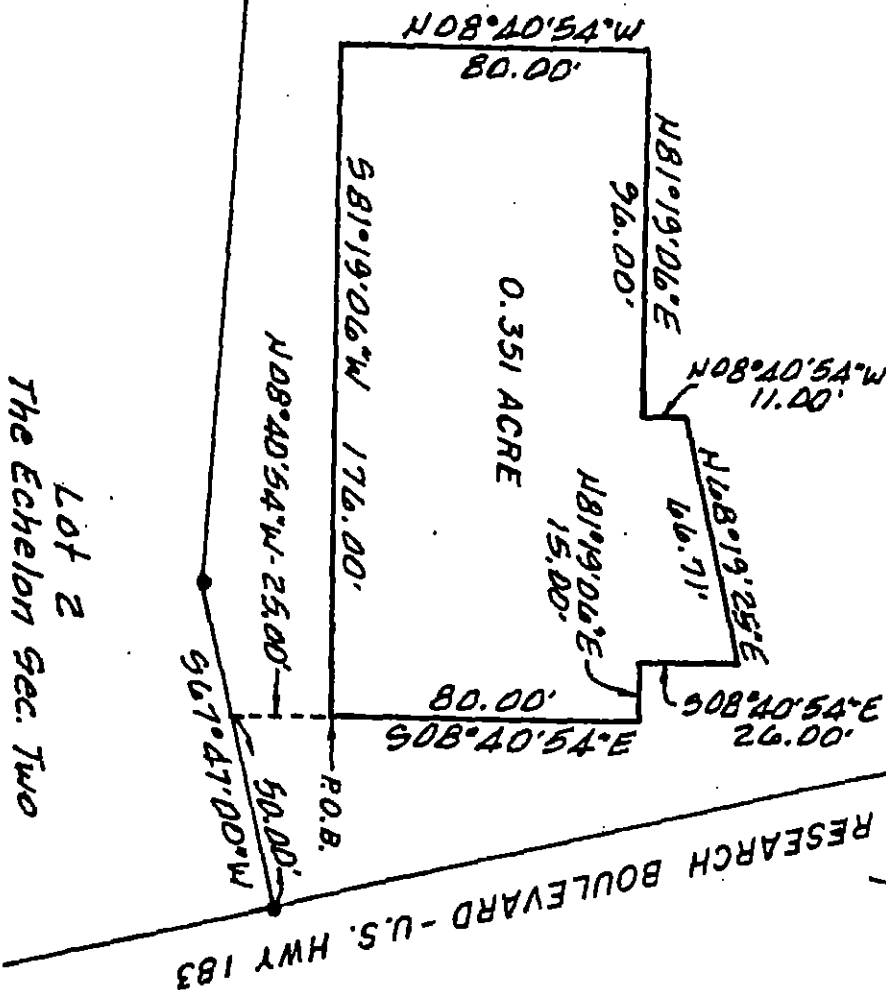 N08°40'54"W
80.00'
N81°19'06"E
96.00'
N08°40'54"W
11.00'
N68°19'25"E
66.71'
S08°40'54"E
26.00'
N81°19'06"E
15.00'
80.00'
S08°40'54"E
S81°19'06"W 176.00'
0.351 ACRE
P.O.B.
N08°40'54"W-25.00'
50.00'
S67°47'00"W
RESEARCH BOULEVARD - U.S. HWY 183
Lot 2
The Echelon Sec. Two